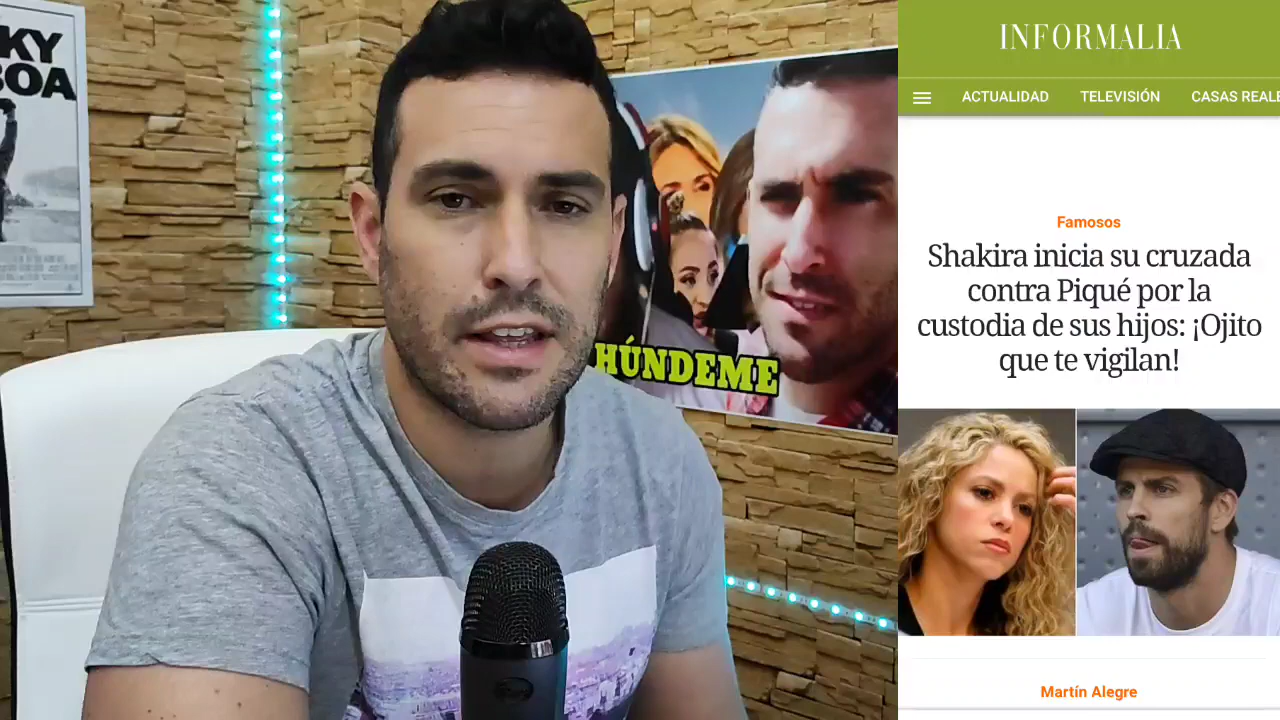 KY
BOA
HÚNDEME
INFORMALIA
ACTUALIDAD TELEVISIÓN CASAS REALE
Famosos
Shakira inicia su cruzada
contra Piqué por la
custodia de sus hijos: ¡Ojito
que te vigilan!
Martín Alegre